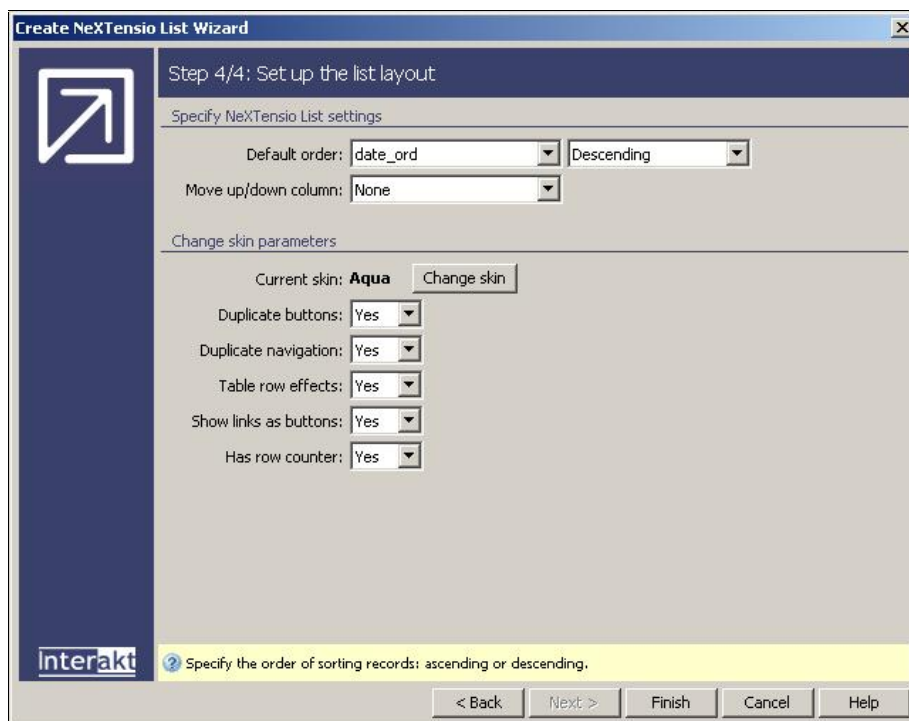 Create NeXTensio List Wizard
Step 4/4: Set up the list layout
Specify NeXTensio List settings
Default order: date_ord Descending
Move up/down column: None
Change skin parameters
Current skin: Aqua Change skin
Duplicate buttons: Yes
Duplicate navigation: Yes
Table row effects: Yes
Show links as buttons: Yes
Has row counter: Yes
Interakt
Specify the order of sorting records: ascending or descending.
< Back Next > Finish Cancel Help